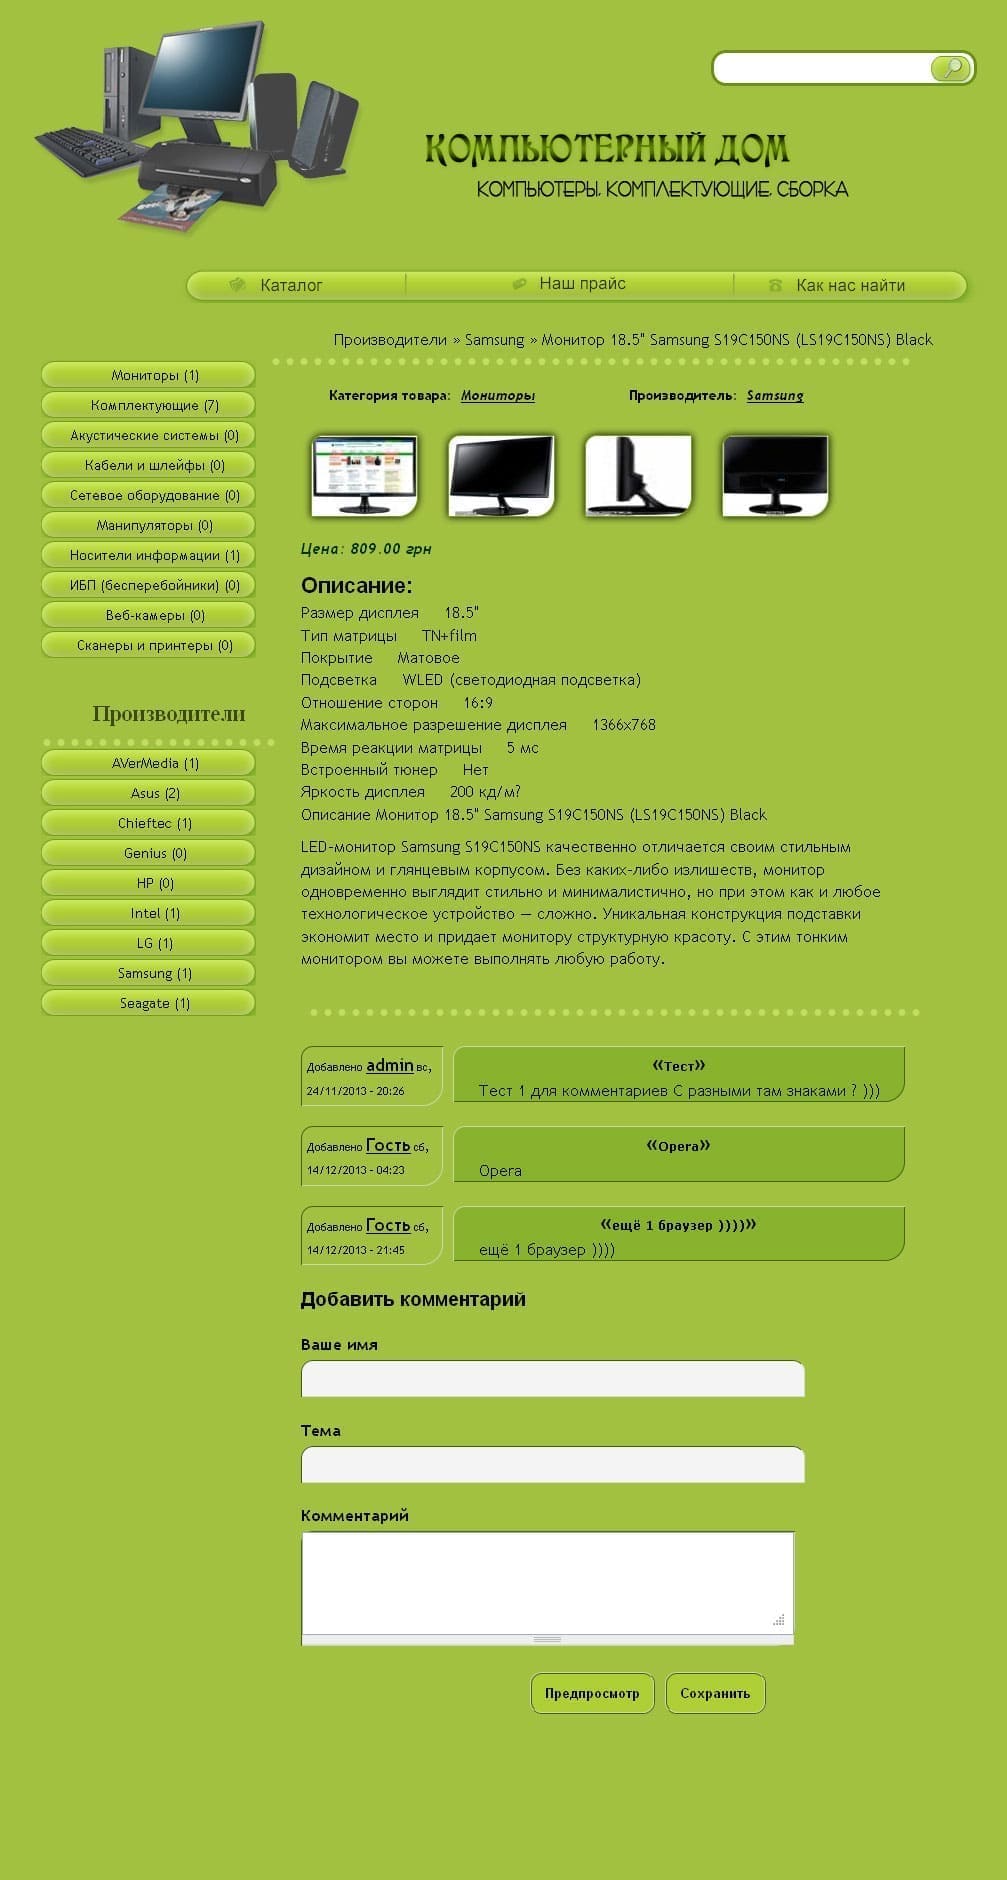 КОМПЬЮТЕРНЫЙ ДОМ
КОМПЬЮТЕРЫ, КОМПЛЕКТУЮЩИЕ, СБОРКА
Каталог
Наш прайс
Как нас найти
Производители » Samsung » Монитор 18.5" Samsung S19C150NS (LS19C150NS) Black
Мониторы (1)
Комплектующие (7)
Акустические системы (0)
Кабели и шлейфы (0)
Сетевое оборудование (0)
Манипуляторы (0)
Носители информации (1)
ИБП (бесперебойники) (0)
Веб-камеры (0)
Сканеры и принтеры (0)
Производители
AVerMedia (1)
Asus (2)
Chieftec (1)
Genius (0)
HP (0)
Intel (1)
LG (1)
Samsung (1)
Seagate (1)
Категория товара: Мониторы
Производитель: Samsung
Цена: 809.00 грн
Описание:
Размер дисплея 18.5"
Тип матрицы TN+film
Покрытие Матовое
Подсветка WLED (светодиодная подсветка)
Отношение сторон 16:9
Максимальное разрешение дисплея 1366x768
Время реакции матрицы 5 мс
Встроенный тюнер Нет
Яркость дисплея 200 кд/м?
Описание Монитор 18.5" Samsung S19C150NS (LS19C150NS) Black
LED-монитор Samsung S19C150NS качественно отличается своим стильным
дизайном и глянцевым корпусом. Без каких-либо излишеств, монитор
одновременно выглядит стильно и минималистично, но при этом как и любое
технологическое устройство — сложно. Уникальная конструкция подставки
экономит место и придает монитору структурную красоту. С этим тонким
монитором вы можете выполнять любую работу.
Добавлено admin вс,
24/11/2013 - 20:26
«Тест»
Тест 1 для комментариев С разными там знаками ? )))
Добавлено Гость сб,
14/12/2013 - 04:23
«Opera»
Opera
Добавлено Гость сб,
14/12/2013 - 21:45
«ещё 1 браузер ))))»
ещё 1 браузер ))))
Добавить комментарий
Ваше имя
Тема
Комментарий
Предпросмотр
Сохранить